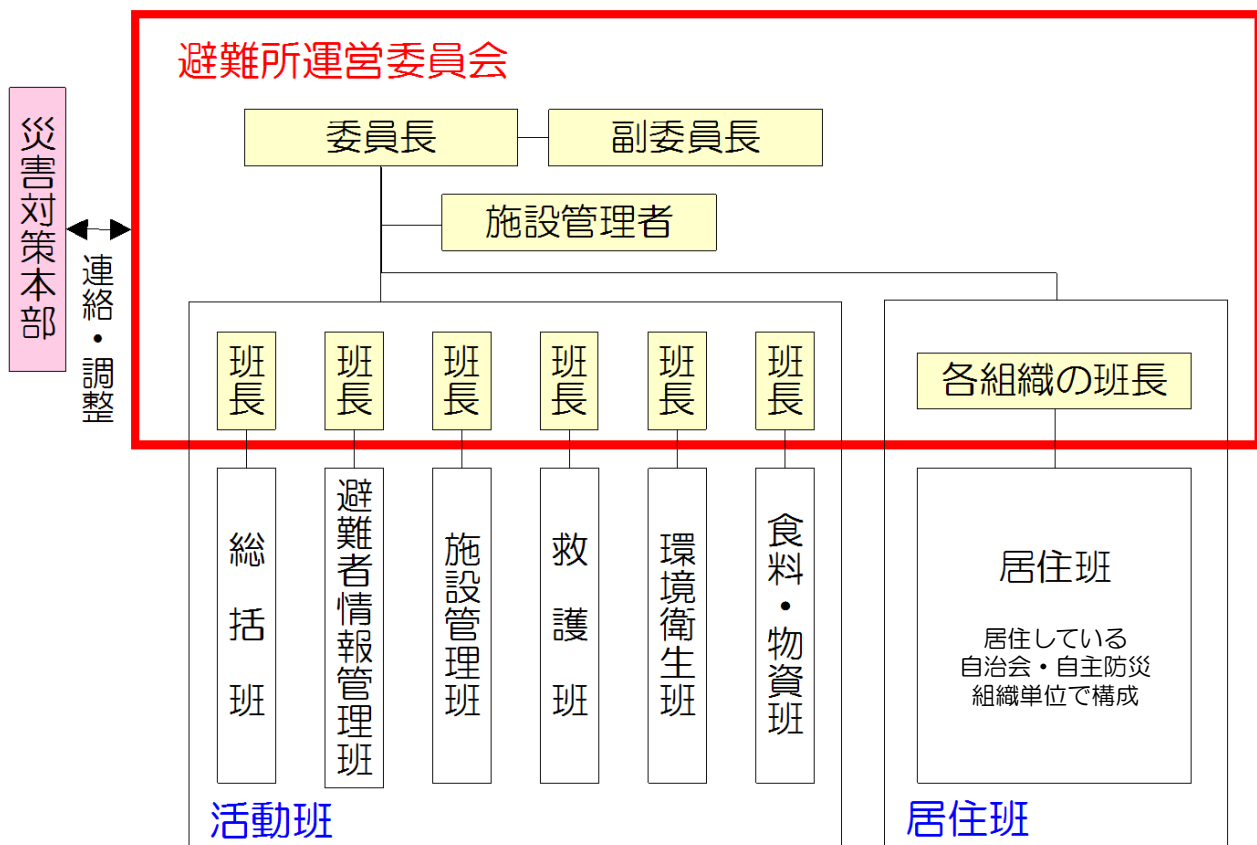 避難所運営委員会
災害対策本部
連絡・調整
委員長
副委員長
施設管理者
班長
班長
班長
班長
班長
班長
各組織の班長
総括班
避難者情報管理班
施設管理班
救護班
環境衛生班
食料・物資班
居住班
居住している
自治会・自主防災
組織単位で構成
活動班
居住班